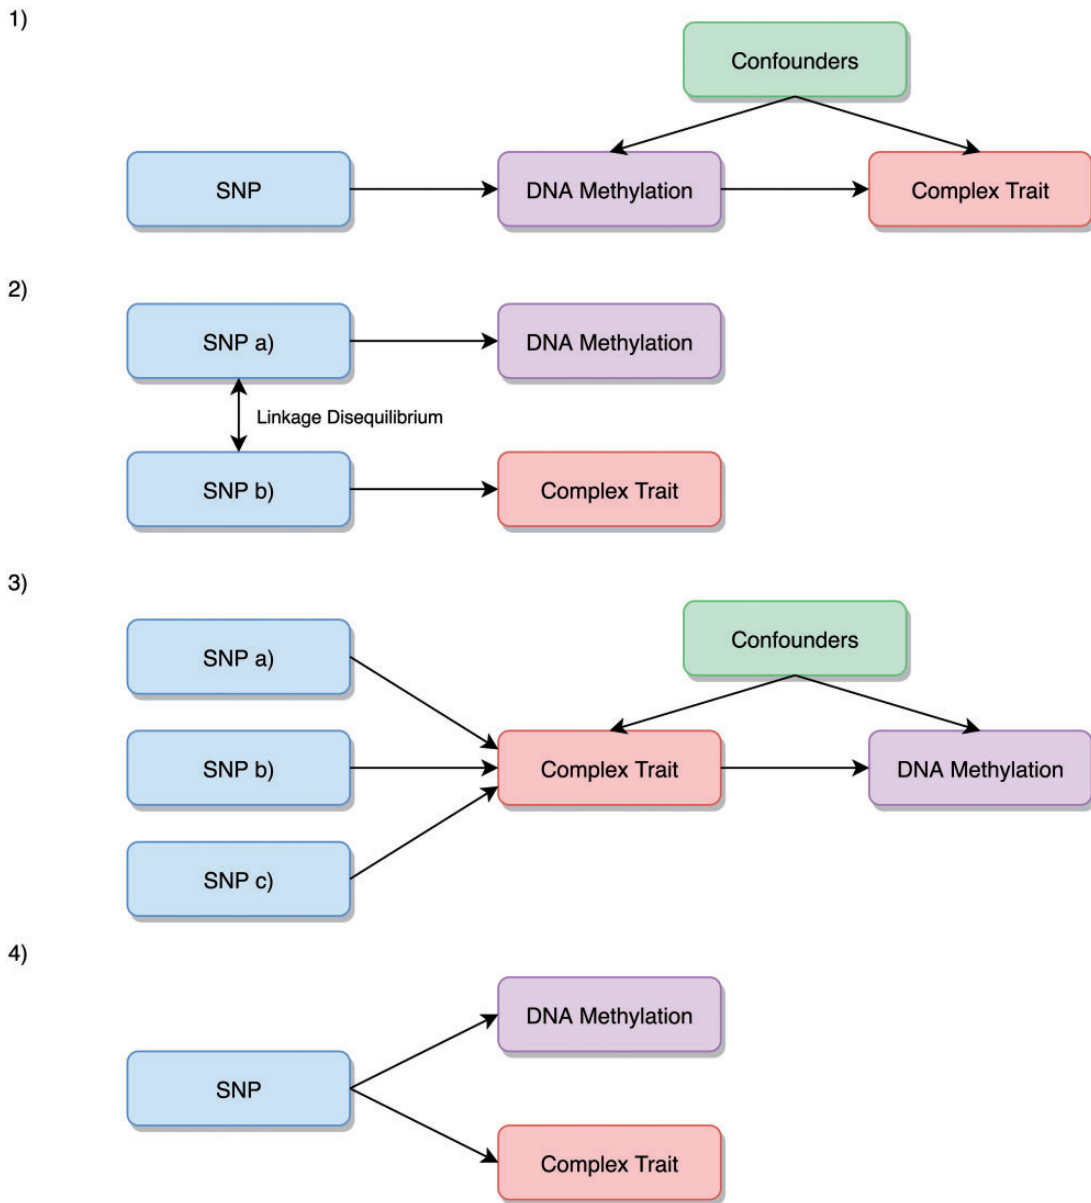 1)
Confounders
SNP
DNA Methylation
Complex Trait
2)
SNP a)
DNA Methylation
Linkage Disequilibrium
SNP b)
Complex Trait
3)
SNP a)
Confounders
SNP b)
Complex Trait
DNA Methylation
SNP c)
4)
DNA Methylation
SNP
Complex Trait